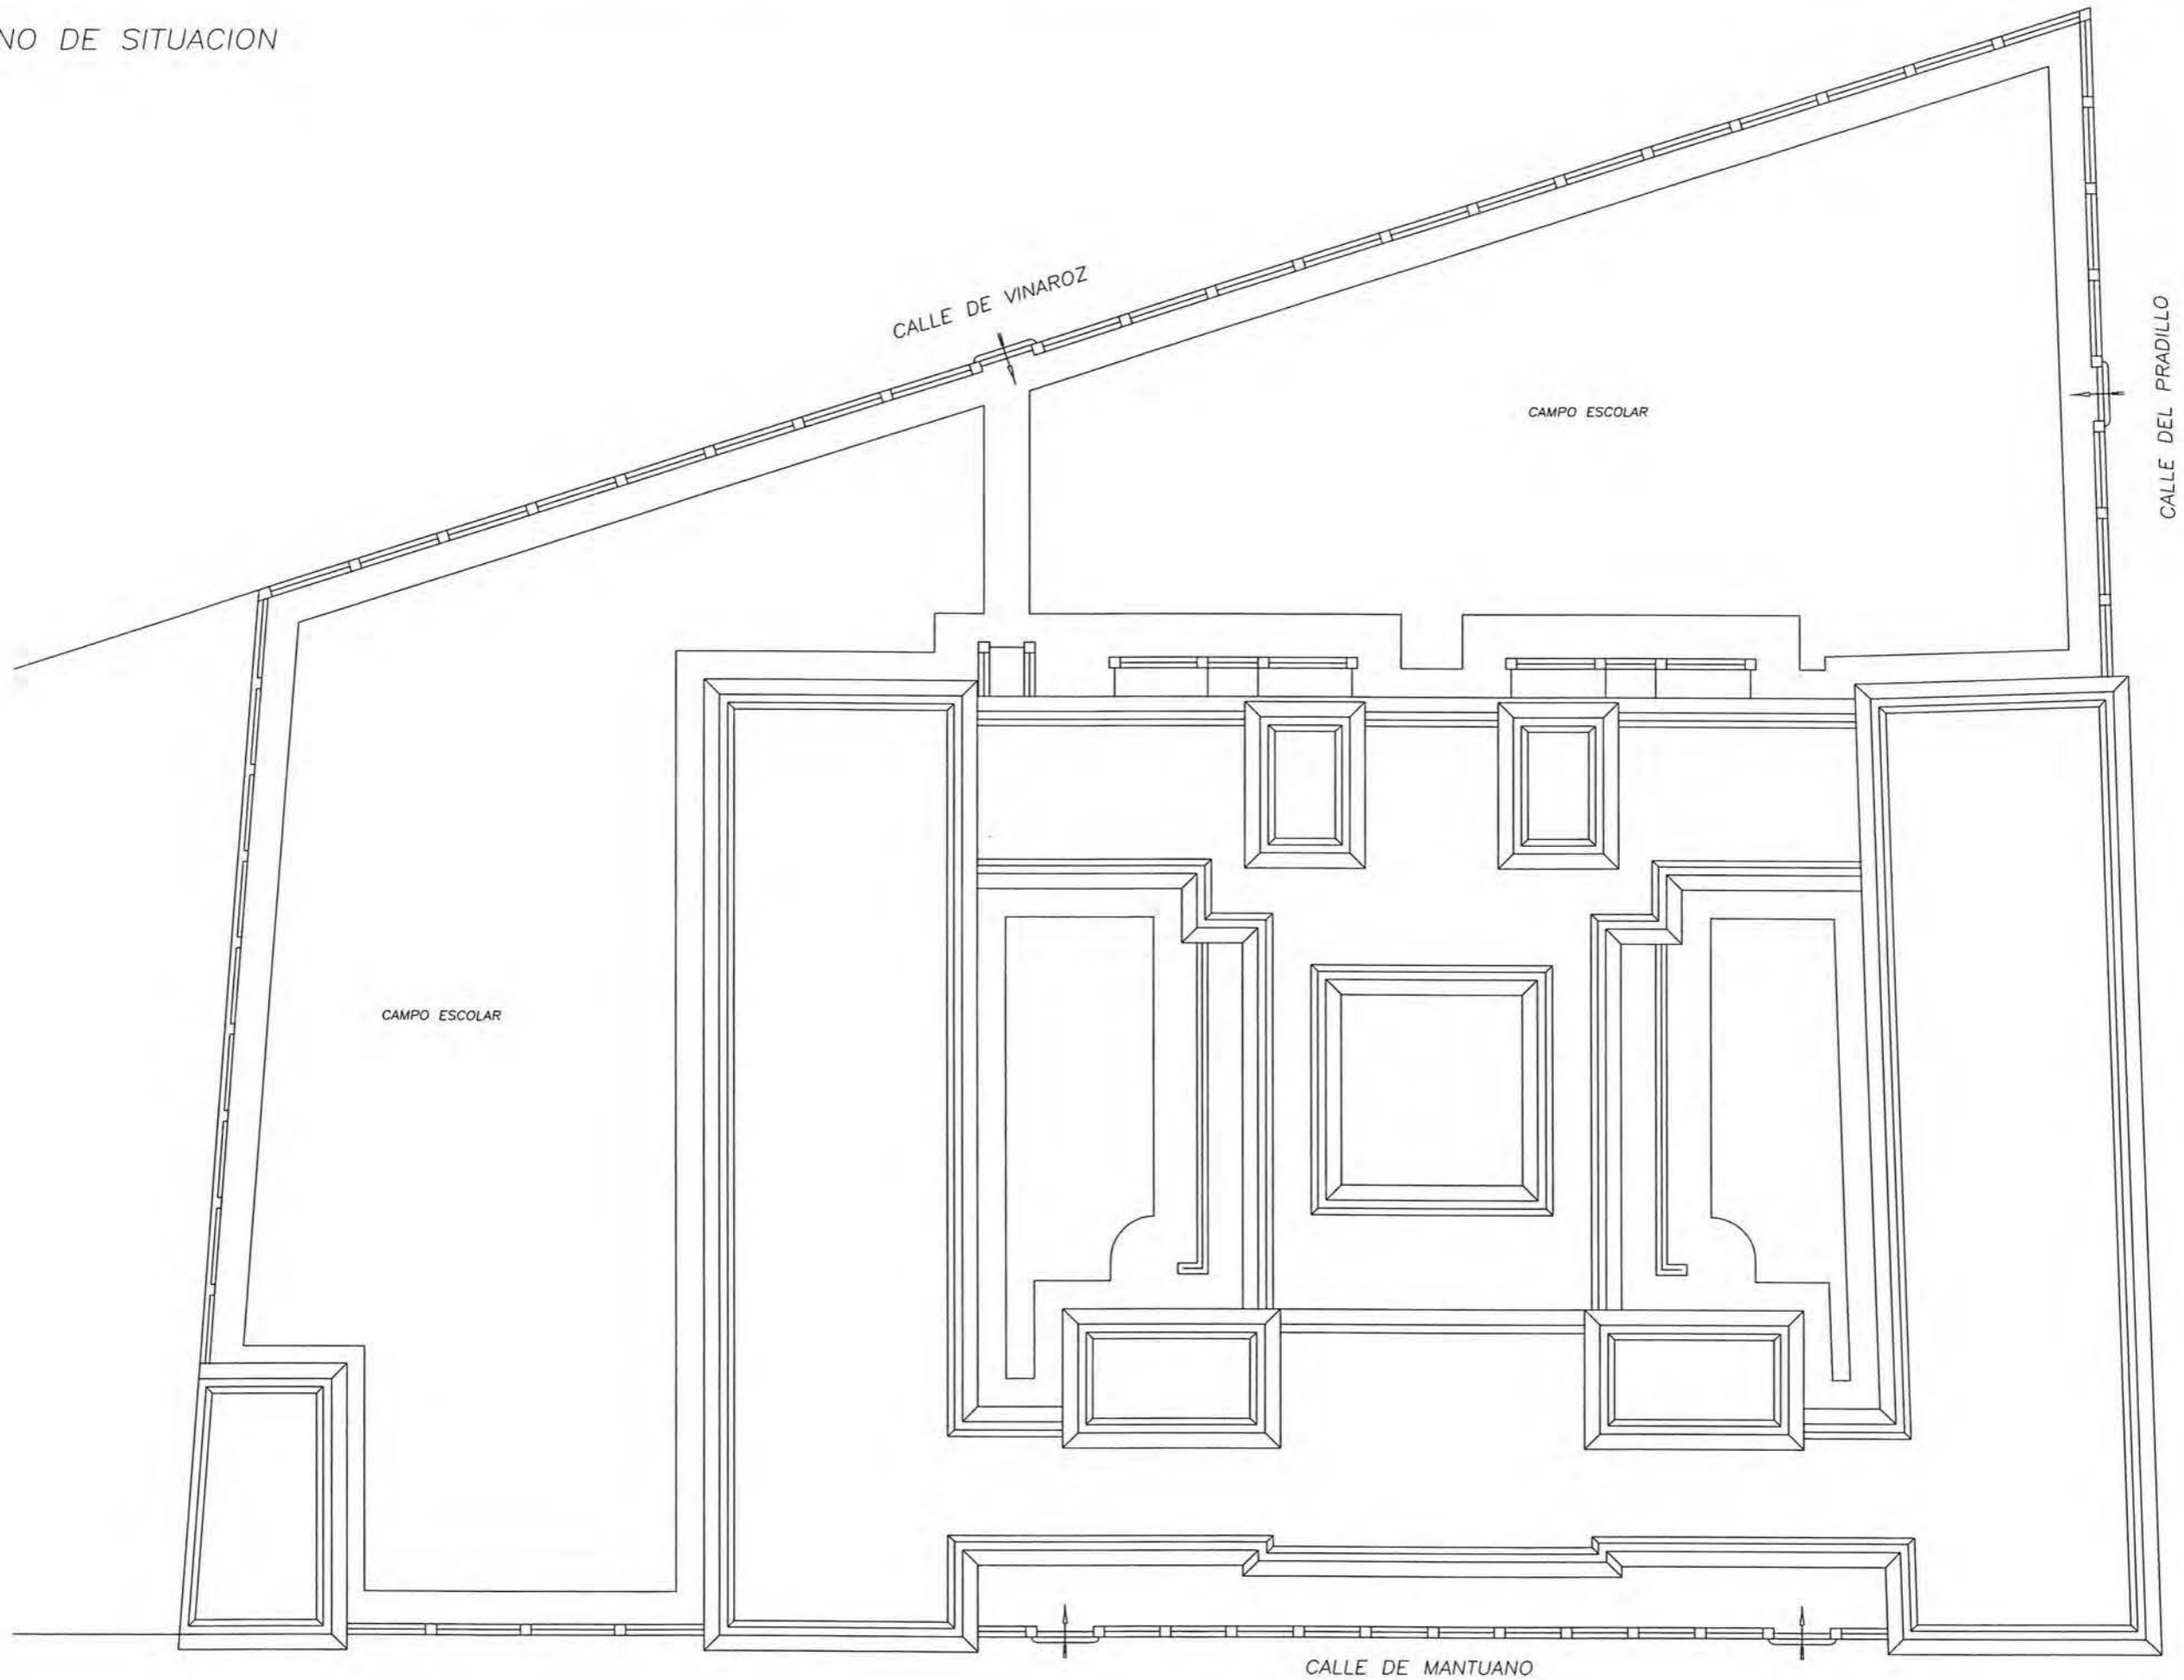 NO DE SITUACION
CALLE DE VINAROZ
CALLE DEL PRADILLO
CAMPO ESCOLAR
CAMPO ESCOLAR
CALLE DE MANTUANO